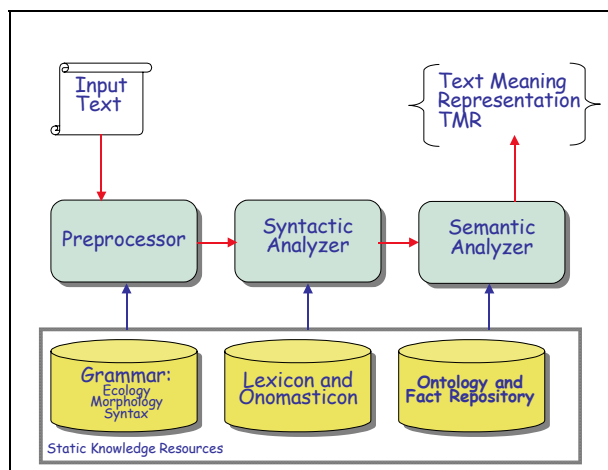 Input
Text
Text Meaning
Representation
TMR
Preprocessor
Syntactic
Analyzer
Semantic
Analyzer
Grammar:
Ecology
Morphology
Syntax
Lexicon and
Onomasticon
Ontology and
Fact Repository
Static Knowledge Resources